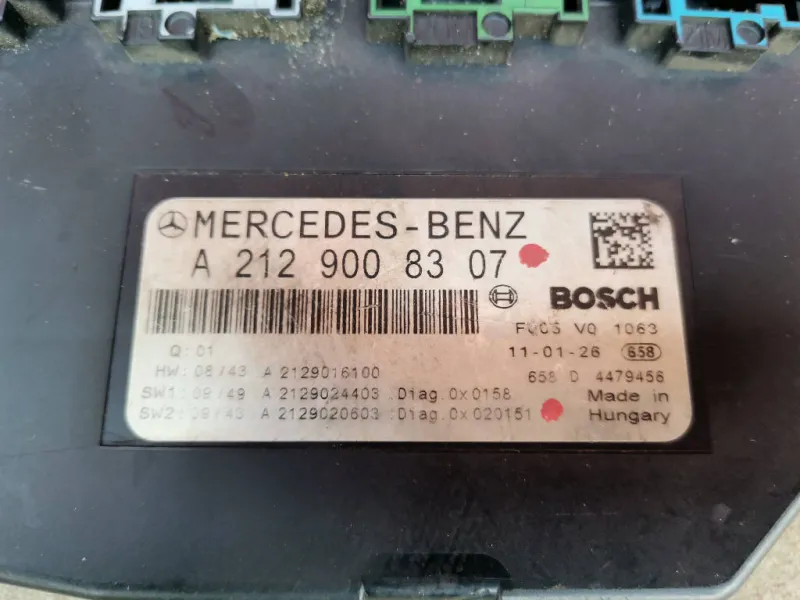 MERCEDES-BENZ
A 212 900 83 07
BOSCH
F005 V0 1063
Q: 01
11-01-26 658
HW: 08/43 A 2129016100
658 D 4479456
SW1: 09/49 A 2129024403 Diag.0x0158
Made in
SW2: 09/43 A 2129020603 Diag.0x020151
Hungary